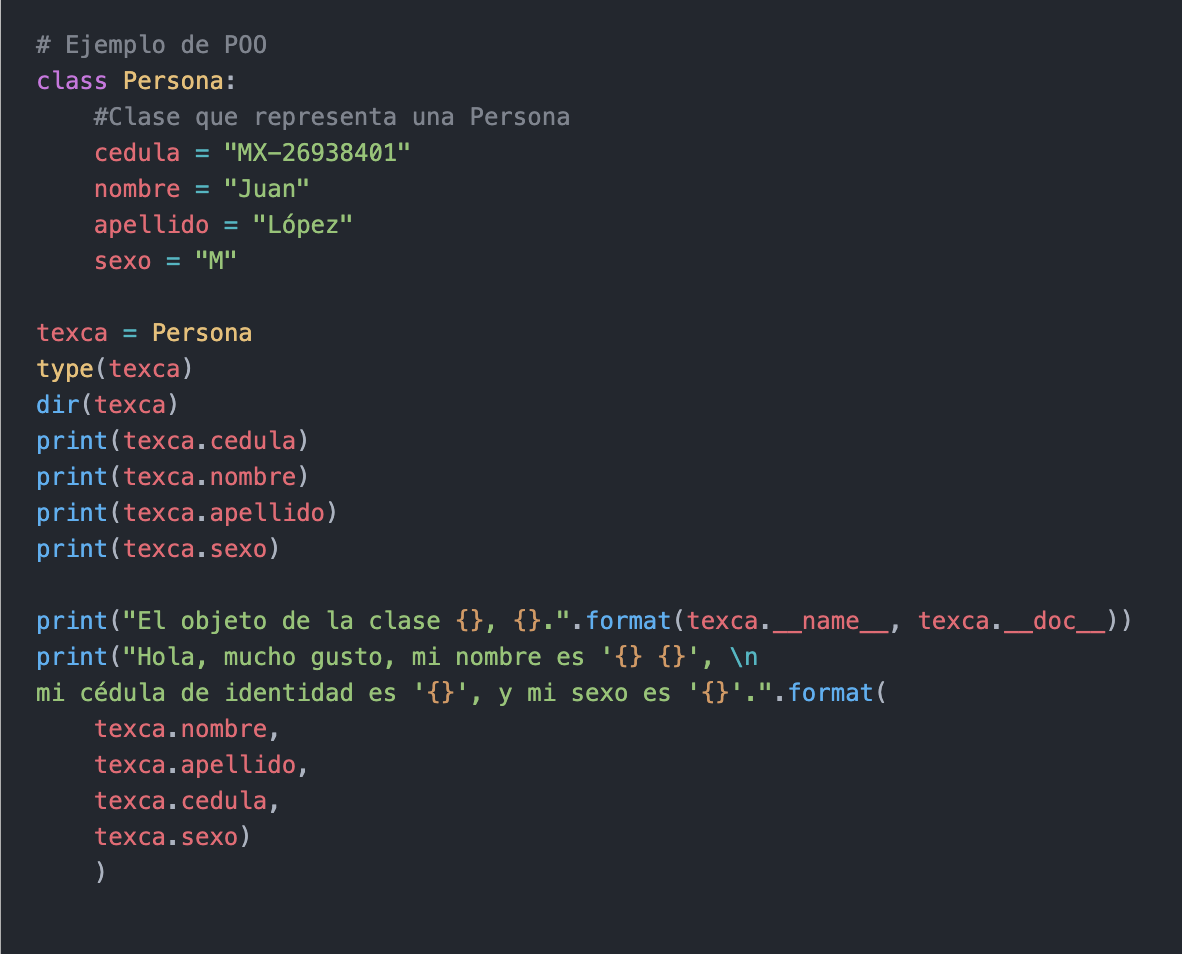 # Ejemplo de POO
class Persona:
    #Clase que representa una Persona
    cedula = "MX–26938401"
    nombre = "Juan"
    apellido = "López"
    sexo = "M"

texca = Persona
type(texca)
dir(texca)
print(texca.cedula)
print(texca.nombre)
print(texca.apellido)
print(texca.sexo)

print("El objeto de la clase {}, {}.".format(texca.__name__, texca.__doc__))
print("Hola, mucho gusto, mi nombre es '{} {}', \n
mi cédula de identidad es '{}', y mi sexo es '{}'.".format(
    texca.nombre,
    texca.apellido,
    texca.cedula,
    texca.sexo)
    )